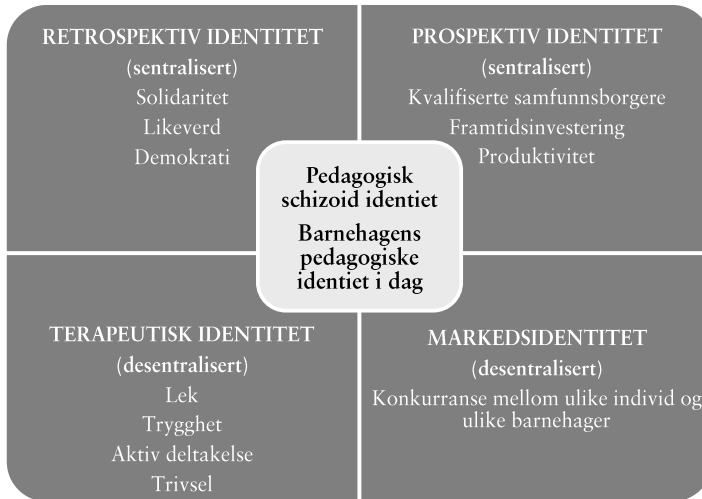 RETROSPEKTIV IDENTITET
(sentralisert)
Solidaritet
Likeverd
Demokrati
PROSPEKTIV IDENTITET
(sentralisert)
Kvalifiserte samfunnsborgere
Framtidsinvestering
Produktivitet
Pedagogisk
schizoid identiet
Barnehagens
pedagogiske
identiet i dag
TERAPEUTISK IDENTITET
(desentralisert)
Lek
Trygghet
Aktiv deltakelse
Trivsel
MARKEDSIDENTITET
(desentralisert)
Konkurranse mellom ulike individ og
ulike barnehager